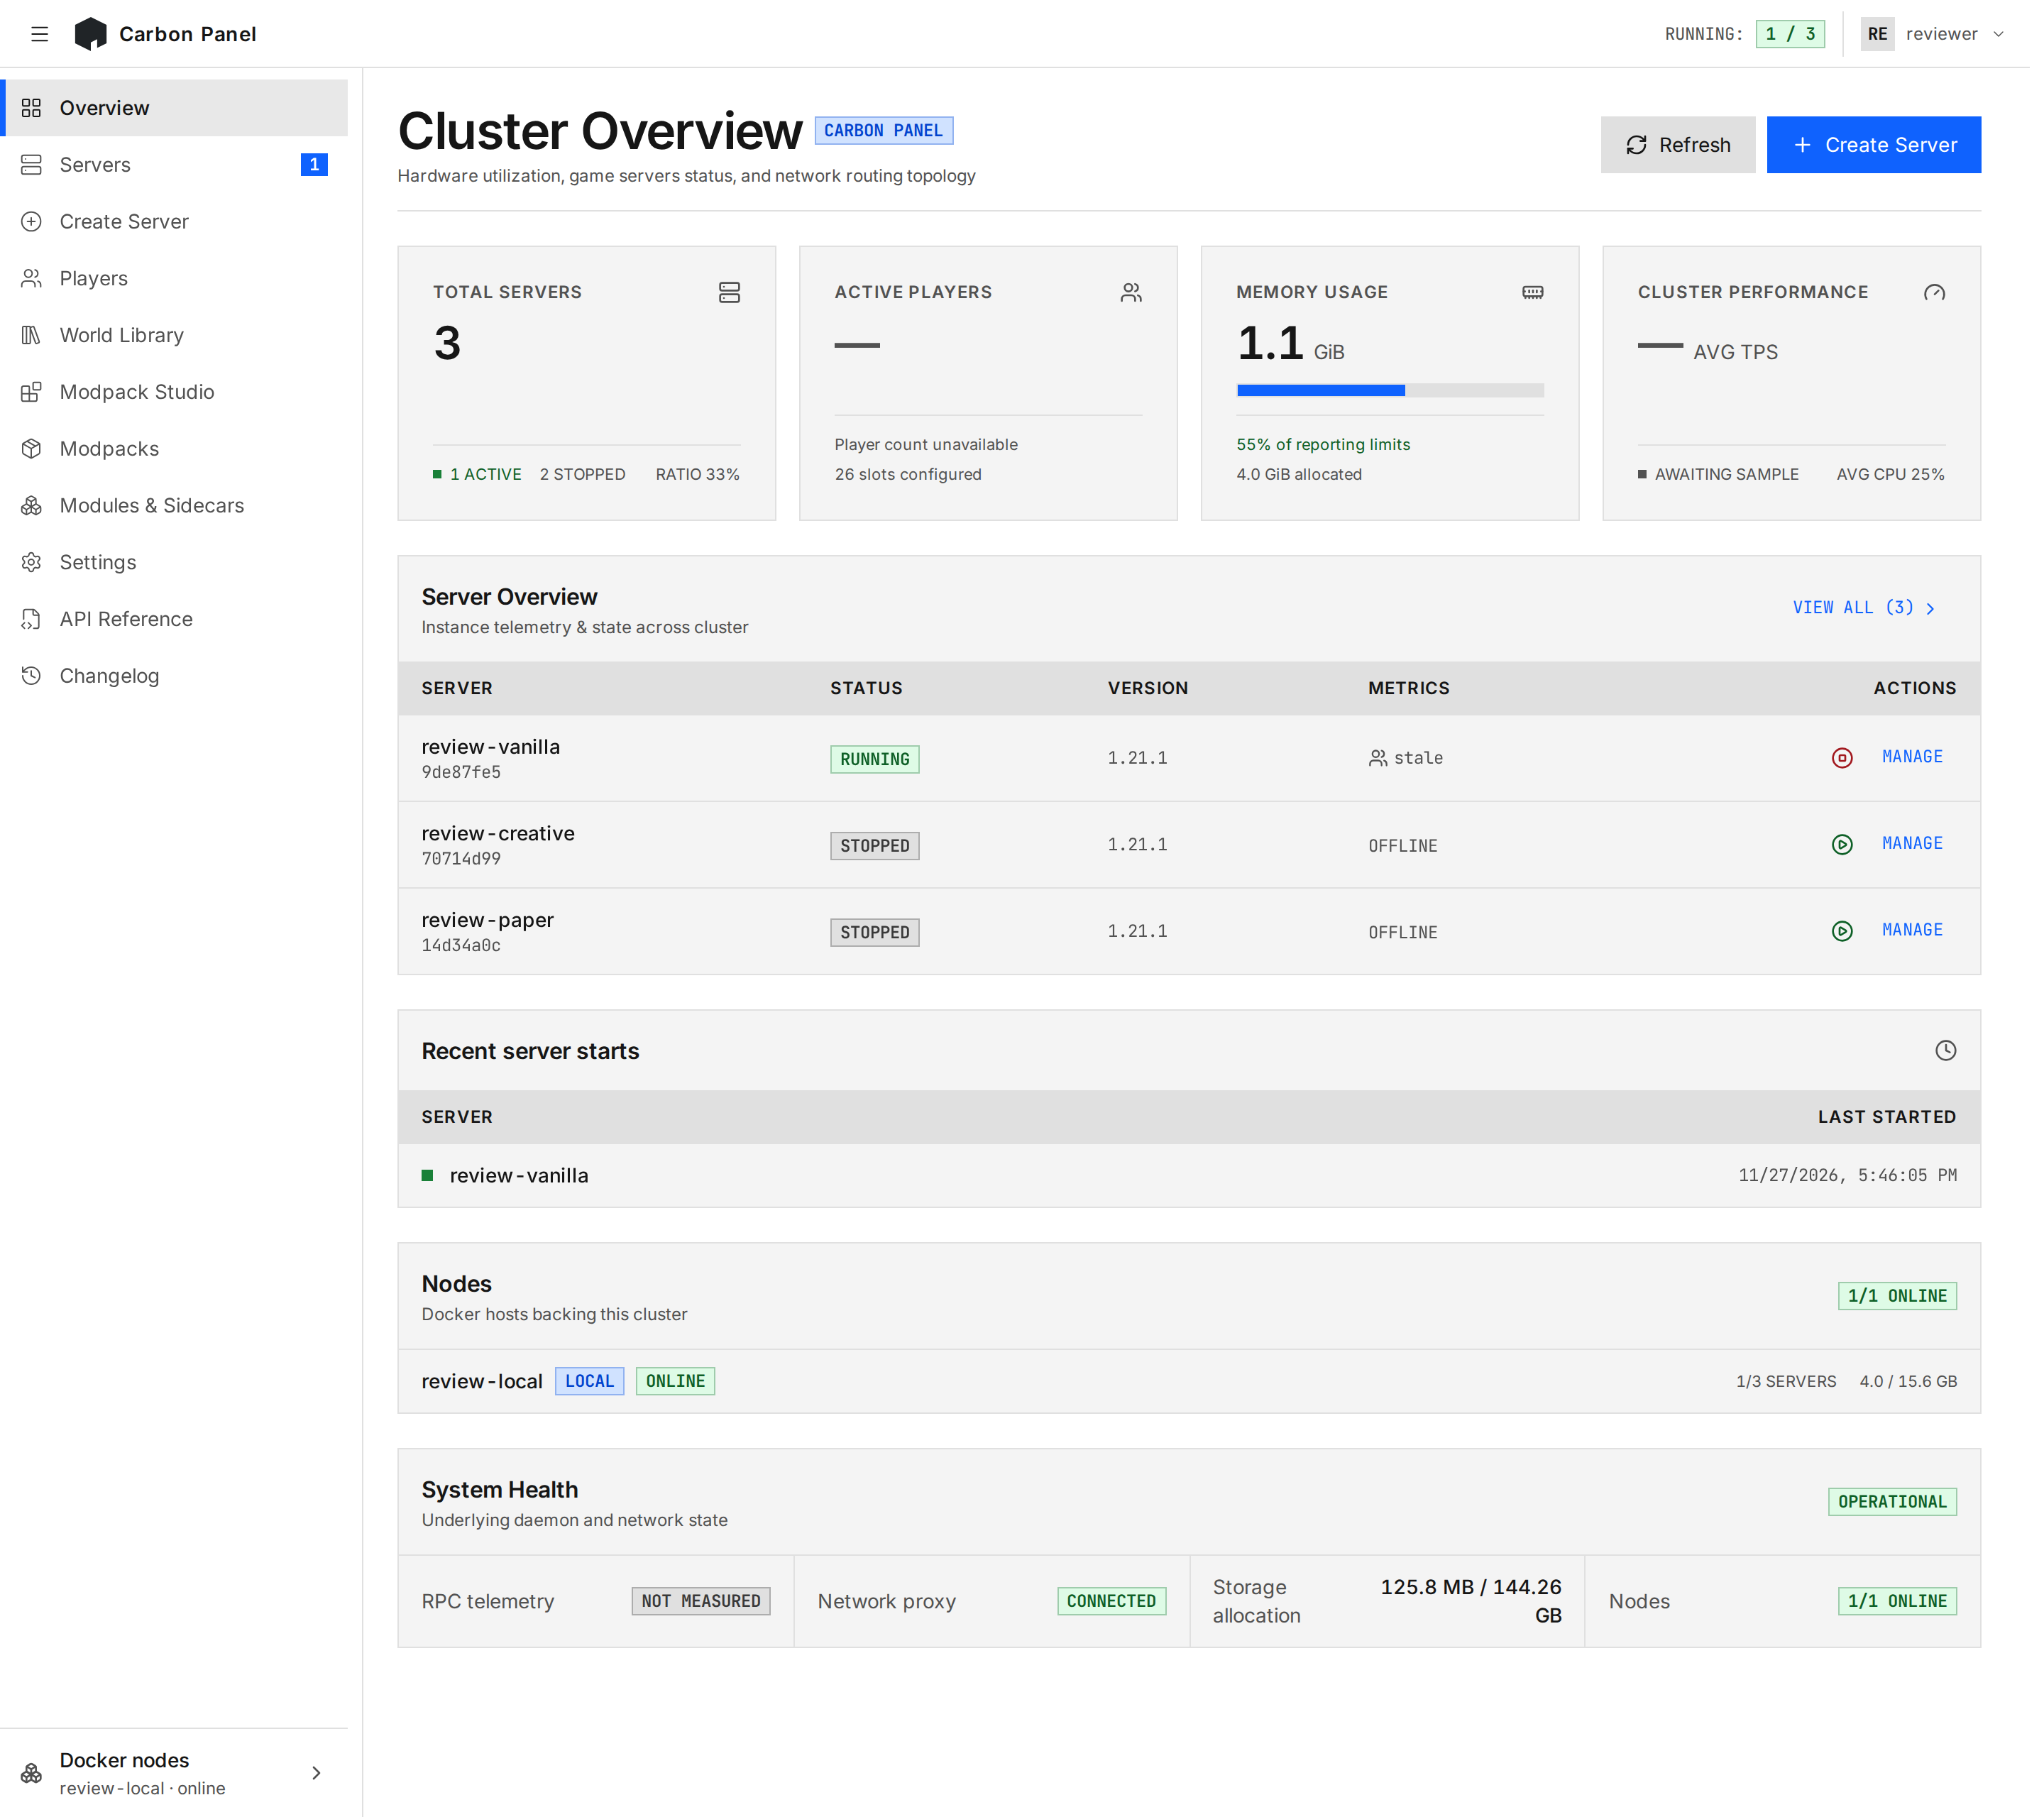 Carbon Panel
RUNNING: 1 / 3
RE reviewer
Overview
Servers 1
Create Server
Players
World Library
Modpack Studio
Modpacks
Modules & Sidecars
Settings
API Reference
Changelog
Docker nodes
review-local · online
Cluster Overview CARBON PANEL
Hardware utilization, game servers status, and network routing topology
Refresh
Create Server
TOTAL SERVERS
3
1 ACTIVE 2 STOPPED RATIO 33%
ACTIVE PLAYERS
—
Player count unavailable
26 slots configured
MEMORY USAGE
1.1 GiB
55% of reporting limits
4.0 GiB allocated
CLUSTER PERFORMANCE
— AVG TPS
AWAITING SAMPLE AVG CPU 25%
Server Overview
Instance telemetry & state across cluster
VIEW ALL (3)
SERVER STATUS VERSION METRICS ACTIONS
review-vanilla
9de87fe5
RUNNING 1.21.1 stale MANAGE
review-creative
70714d99
STOPPED 1.21.1 OFFLINE MANAGE
review-paper
14d34a0c
STOPPED 1.21.1 OFFLINE MANAGE
Recent server starts
SERVER LAST STARTED
review-vanilla 11/27/2026, 5:46:05 PM
Nodes
Docker hosts backing this cluster
1/1 ONLINE
review-local LOCAL ONLINE 1/3 SERVERS 4.0 / 15.6 GB
System Health
Underlying daemon and network state
OPERATIONAL
RPC telemetry NOT MEASURED
Network proxy CONNECTED
Storage
allocation
125.8 MB / 144.26
GB
Nodes 1/1 ONLINE